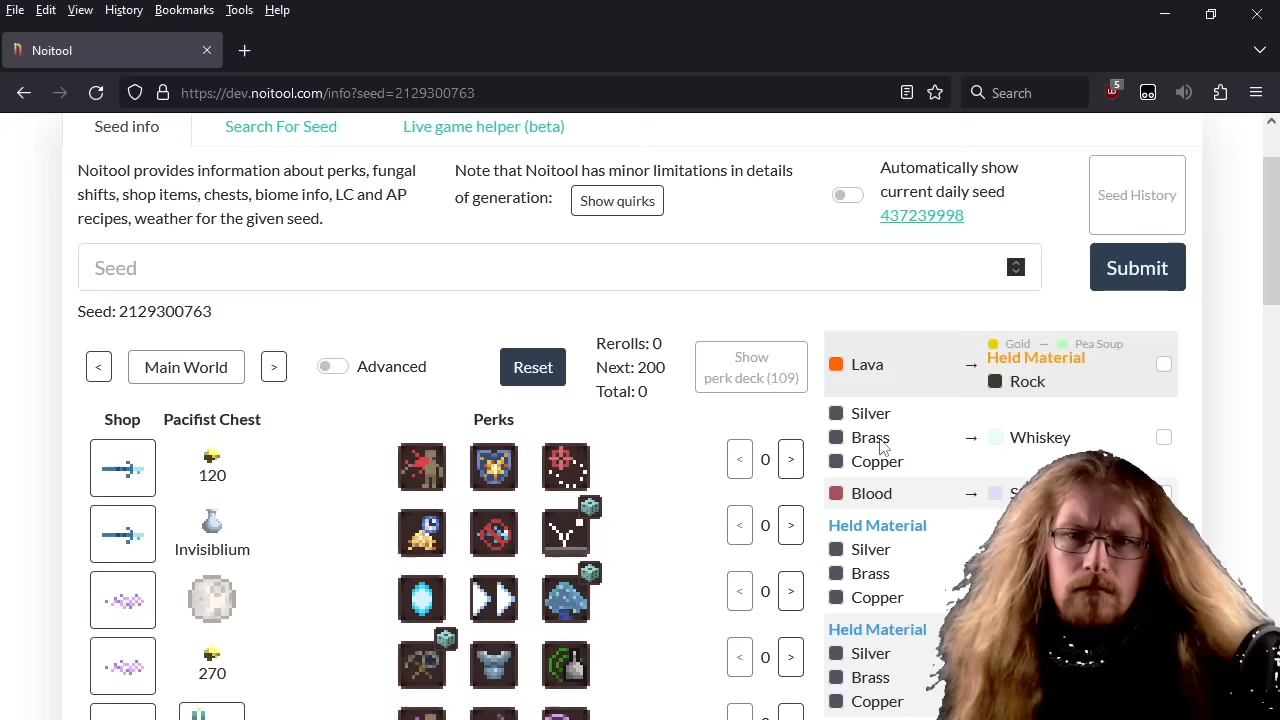 File Edit View History Bookmarks Tools Help
Noitool
https://dev.noitool.com/info?seed=2129300763
Search
5
Seed info
Search For Seed
Live game helper (beta)
Noitool provides information about perks, fungal
shifts, shop items, chests, biome info, LC and AP
recipes, weather for the given seed.
Note that Noitool has minor limitations in details
of generation:
Show quirks
Automatically show
current daily seed
437239998
Seed History
Seed
Submit
Seed: 2129300763
<
Main World
>
Advanced
Reset
Rerolls: 0
Next: 200
Total: 0
Show
perk deck (109)
Shop
Pacifist Chest
Perks
120
< 0 >
Invisiblium
< 0 >
< 0 >
270
< 0 >
Gold → Pea Soup
Lava → Held Material
Rock
Silver
Brass → Whiskey
Copper
Blood → S
Held Material
Silver
Brass
Copper
Held Material
Silver
Brass
Copper